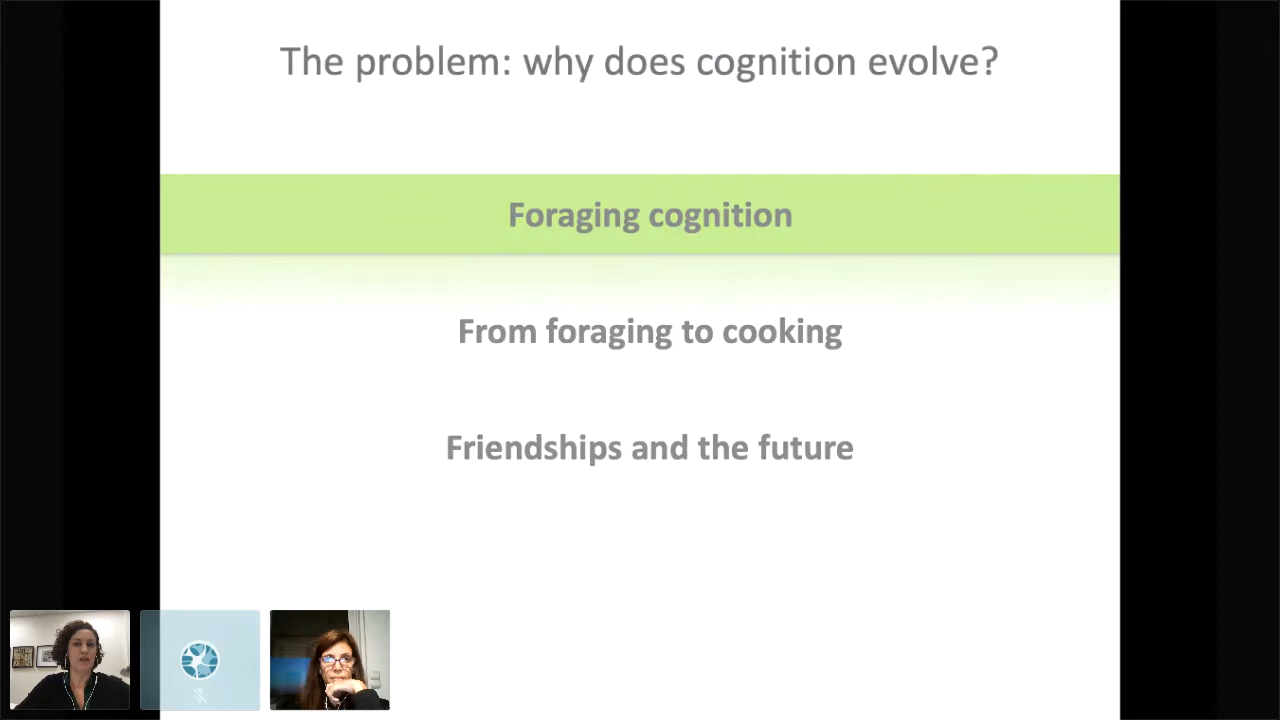 The problem: why does cognition evolve?
Foraging cognition
From foraging to cooking
Friendships and the future